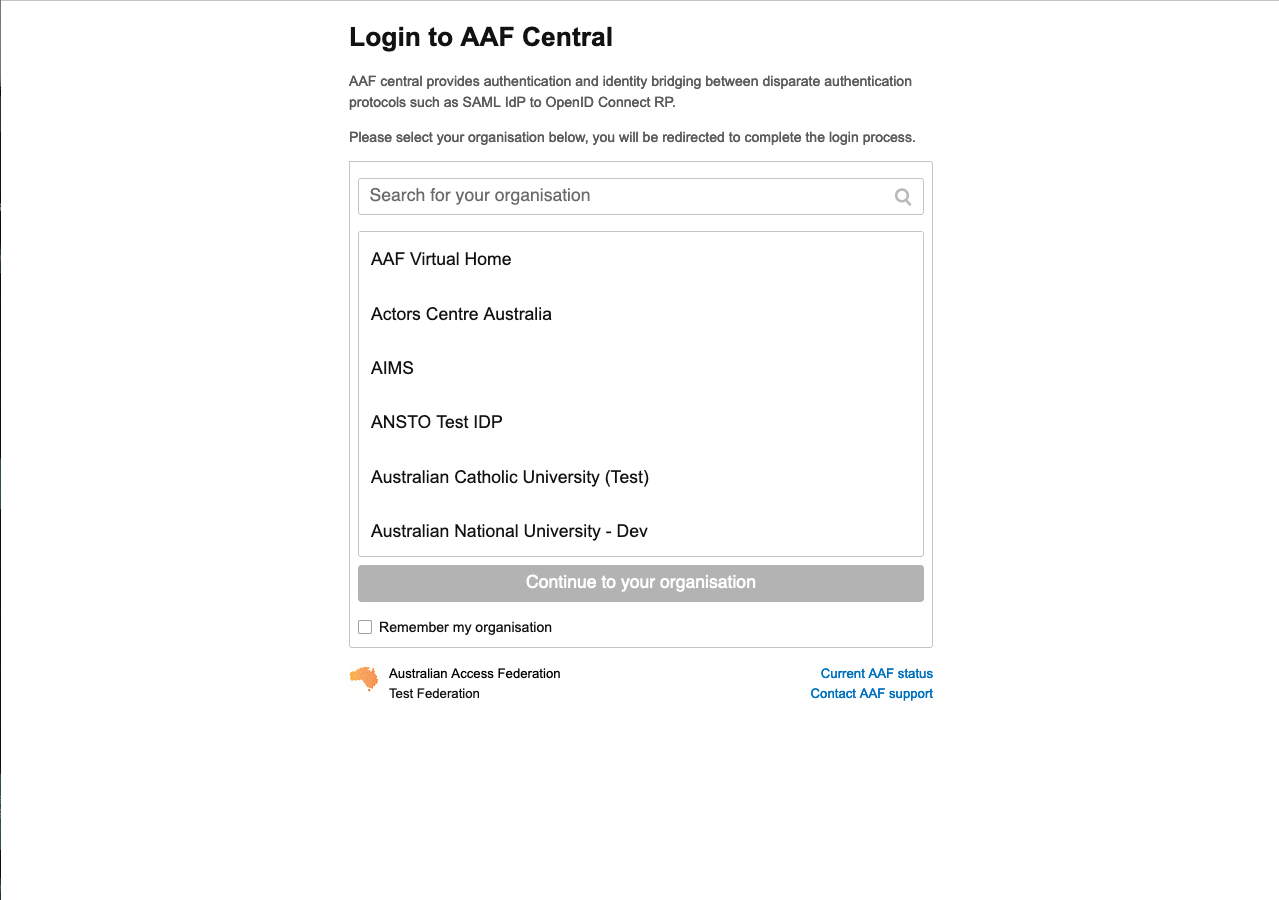 Login to AAF Central
AAF central provides authentication and identity bridging between disparate authentication
protocols such as SAML IdP to OpenID Connect RP.
Please select your organisation below, you will be redirected to complete the login process.
Search for your organisation
AAF Virtual Home
Actors Centre Australia
AIMS
ANSTO Test IDP
Australian Catholic University (Test)
Australian National University - Dev
Continue to your organisation
Remember my organisation
Australian Access Federation
Test Federation
Current AAF status
Contact AAF support